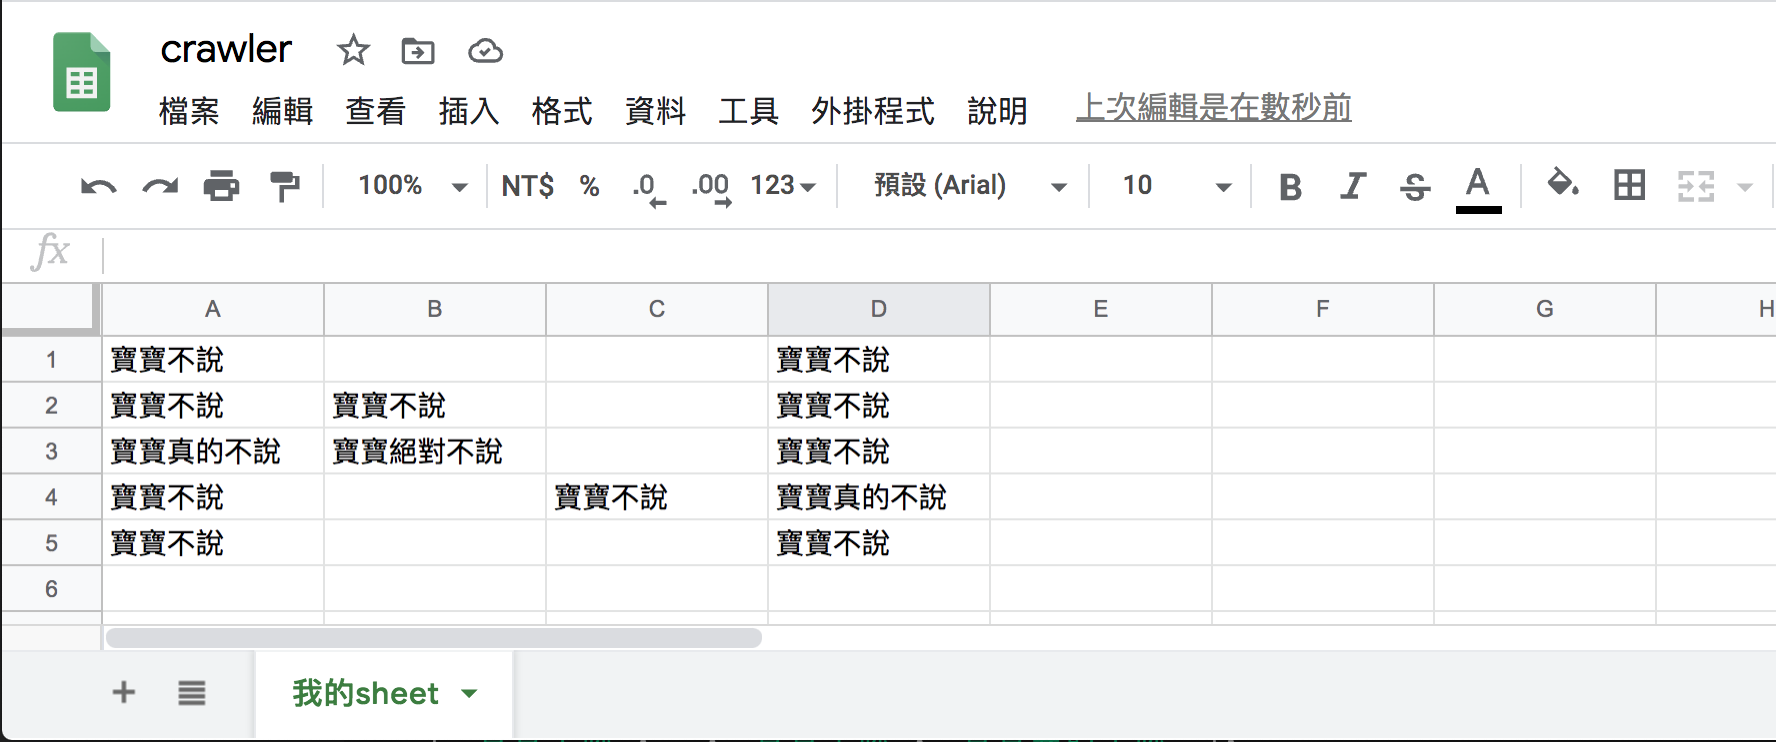 crawler
檔案 編輯 查看 插入 格式 資料 工具 外掛程式 說明 上次編輯是在數秒前
100% NT$ % .0 .00 123 預設 (Arial) 10 B I S A
fx
A B C D E F G H
1 寶寶不說 寶寶不說
2 寶寶不說 寶寶不說 寶寶不說
3 寶寶真的不說 寶寶絕對不說 寶寶不說
4 寶寶不說 寶寶不說 寶寶真的不說
5 寶寶不說 寶寶不說
6
我的sheet